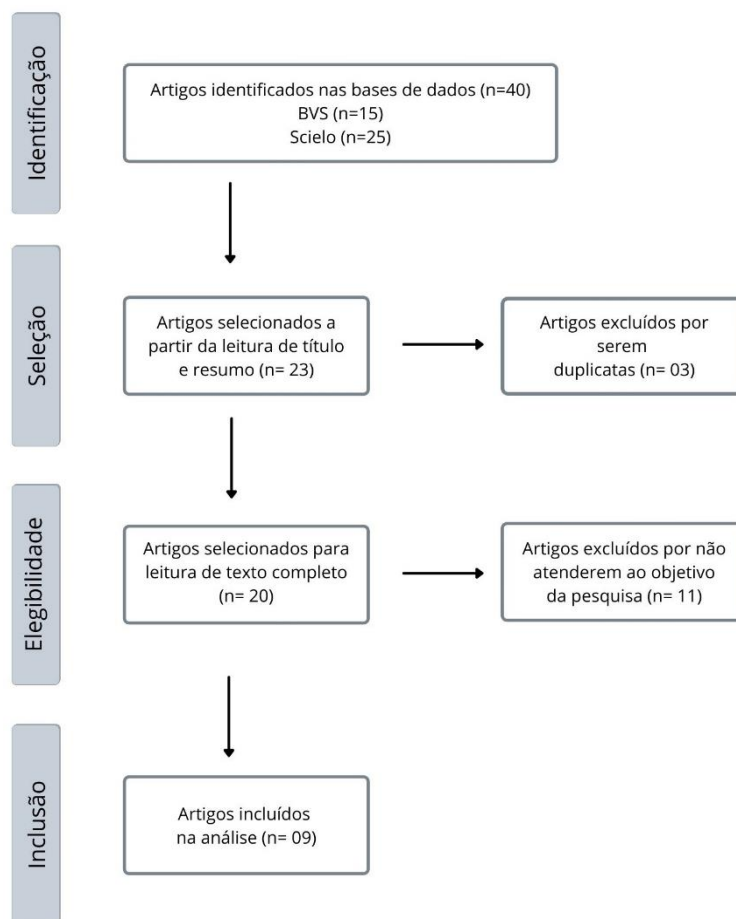 Identificação
Artigos identificados nas bases de dados (n=40)
BVS (n=15)
Scielo (n=25)
Seleção
Artigos selecionados a
partir da leitura de título
e resumo (n= 23)
Artigos excluídos por
serem
duplicatas (n= 03)
Elegibilidade
Artigos selecionados para
leitura de texto completo
(n= 20)
Artigos excluídos por não
atenderem ao objetivo
da pesquisa (n= 11)
Inclusão
Artigos incluídos
na análise (n= 09)